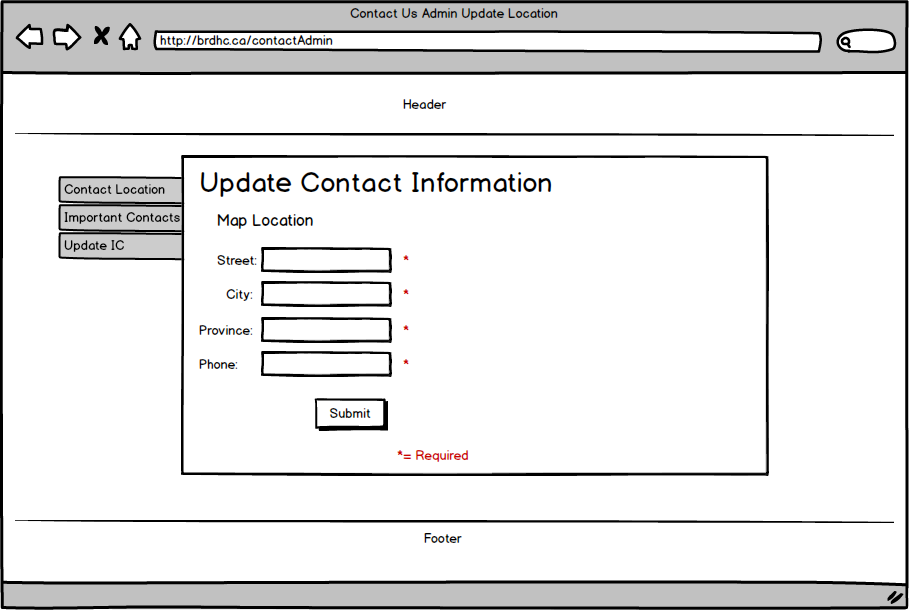 Contact Us Admin Update Location
http://brdhc.ca/contactAdmin
Header
Contact Location
Important Contacts
Update IC
Update Contact Information
Map Location
Street: *
City: *
Province: *
Phone: *
Submit
*= Required
Footer